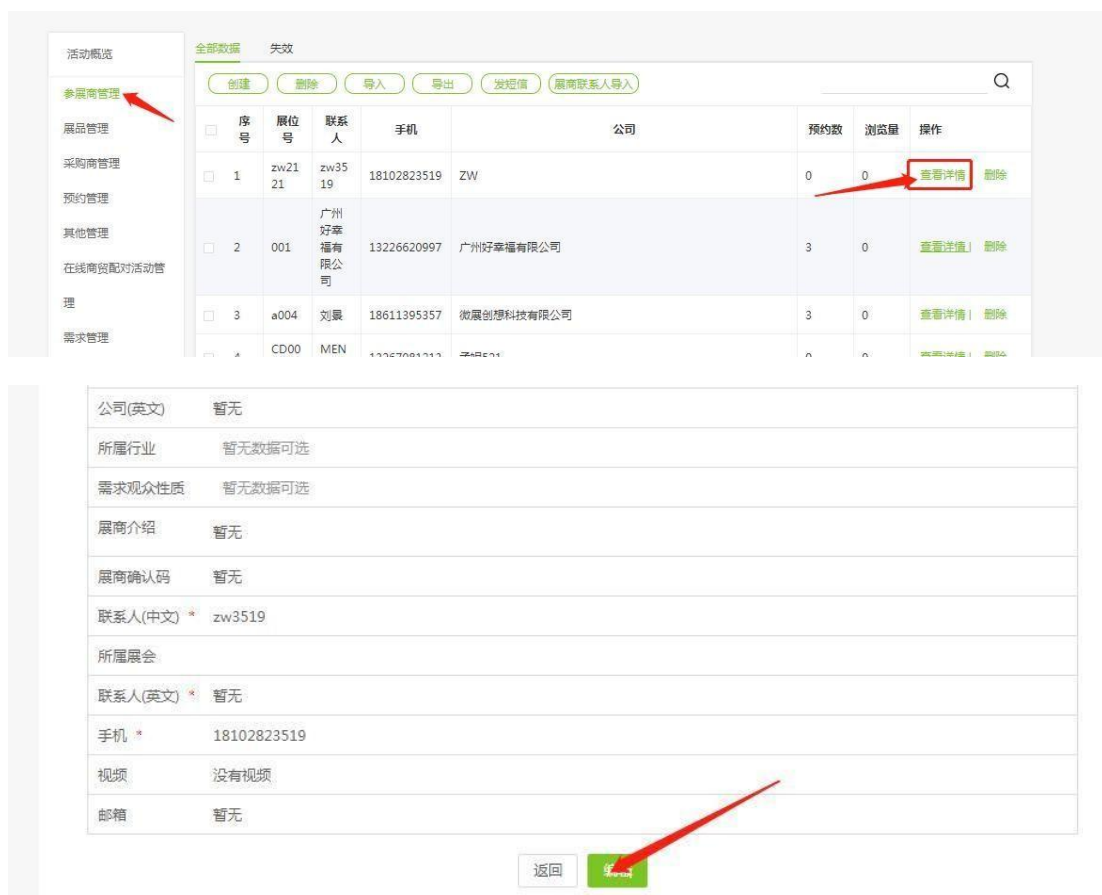 活动概览
参展商管理
展品管理
采购商管理
预约管理
其他管理
在线商贸配对活动管
理
需求管理
全部数据 失效
创建 删除 导入 导出 发短信 展商联系人导入
序号 展位号 联系人 手机 公司 预约数 浏览量 操作
1 zw2121 zw3519 18102823519 ZW 0 0 查看详情 删除
2 001 广州好幸福有限公司 13226620997 广州好幸福有限公司 3 0 查看详情 | 删除
3 a004 刘景 18611395357 微展创想科技有限公司 3 0 查看详情 | 删除
CD00 MEN
公司(英文) 暂无
所属行业 暂无数据可选
需求观众性质 暂无数据可选
展商介绍 暂无
展商确认码 暂无
联系人(中文) * zw3519
所属展会
联系人(英文) * 暂无
手机 * 18102823519
视频 没有视频
邮箱 暂无
返回 编辑